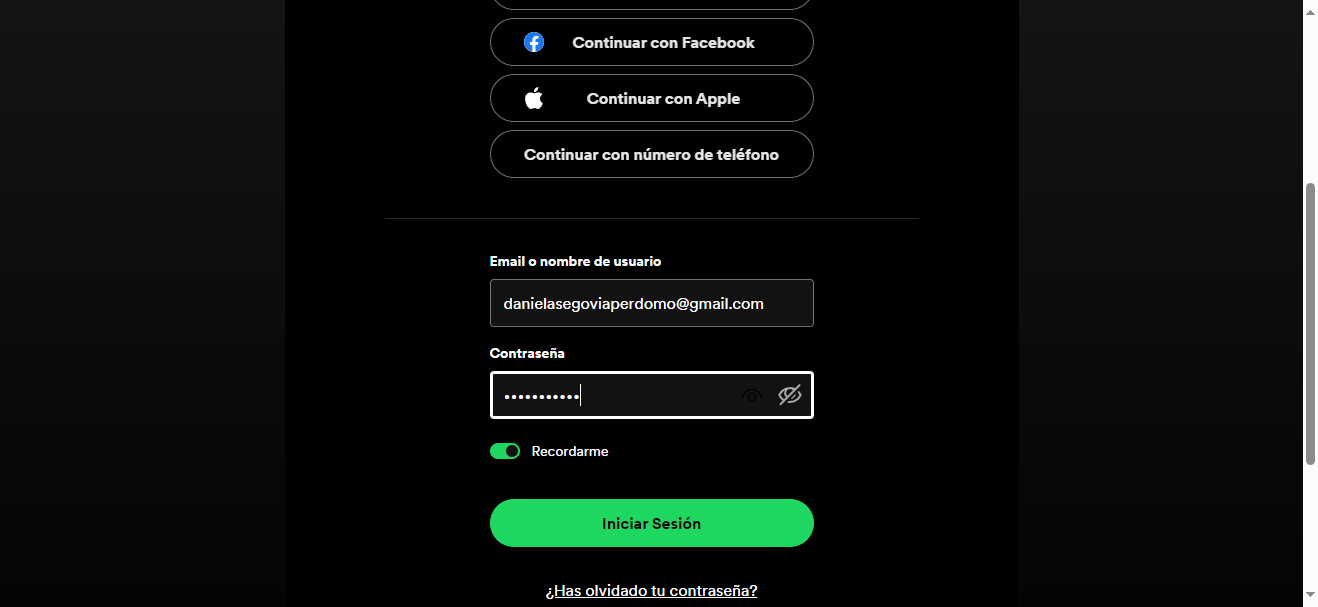 Continuar con Facebook
Continuar con Apple
Continuar con número de teléfono
Email o nombre de usuario
danielasegoviaperdomo@gmail.com
Contraseña
•••••••••••
Recordarme
Iniciar Sesión
¿Has olvidado tu contraseña?